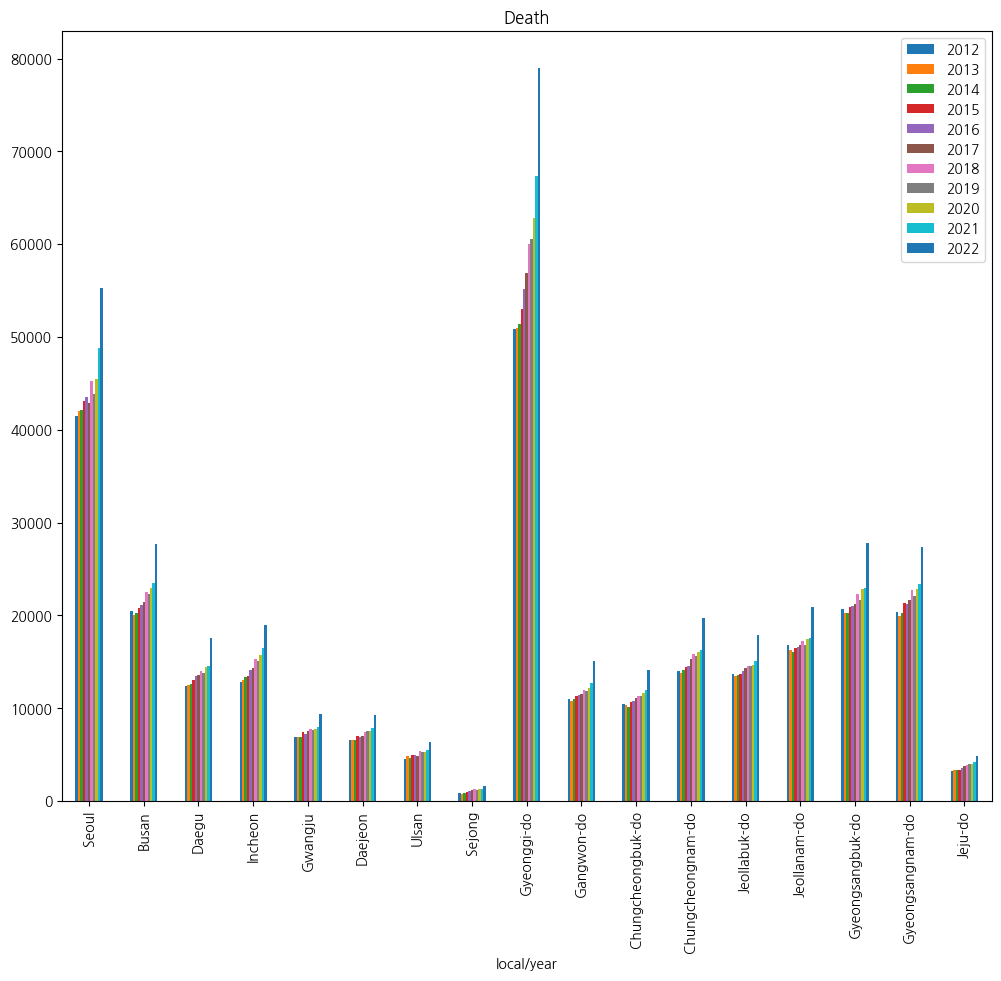 Death
80000
70000
60000
50000
40000
30000
20000
10000
0
2012
2013
2014
2015
2016
2017
2018
2019
2020
2021
2022
Seoul
Busan
Daegu
Incheon
Gwangju
Daejeon
Ulsan
Sejong
Gyeonggi-do
Gangwon-do
Chungcheongbuk-do
Chungcheongnam-do
Jeollabuk-do
Jeollanam-do
Gyeongsangbuk-do
Gyeongsangnam-do
Jeju-do
local/year